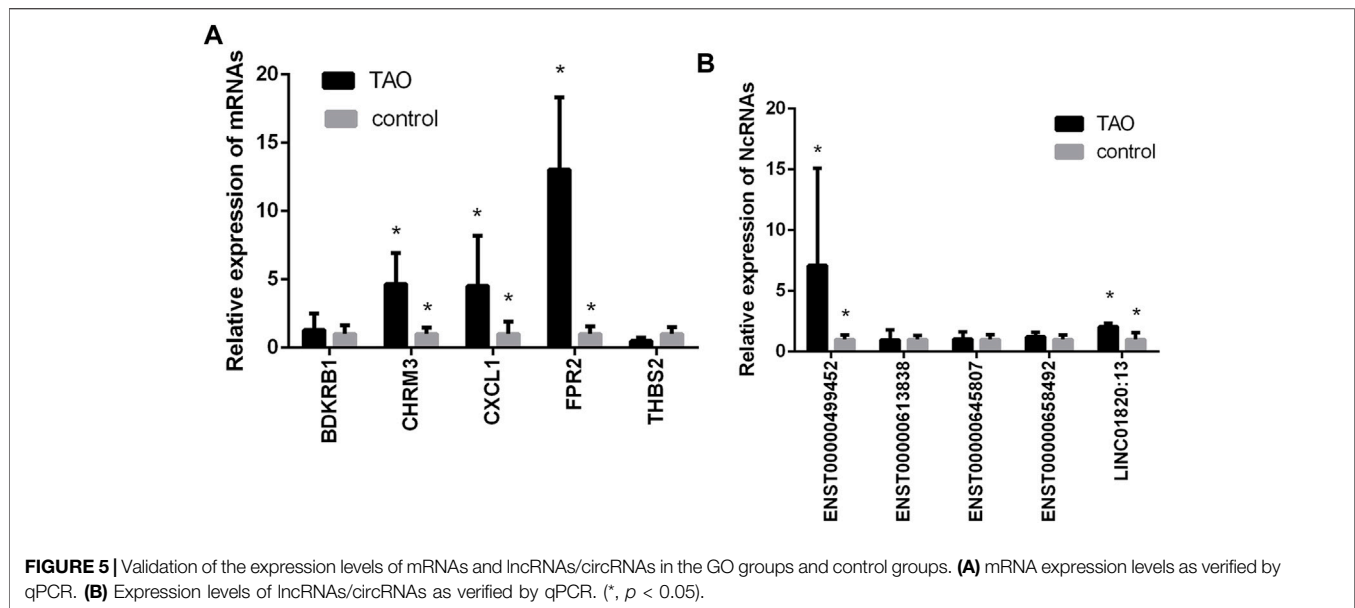 A
Relative expression of mRNAs
20
15
10
5
0
TAO
control
*
*
*
*
*
*
BDKRB1
CHRM3
CXCL1
FPR2
THBS2
B
Relative expression of NcRNAs
20
15
10
5
0
TAO
control
*
*
*
*
ENST00000499452
ENST00000613838
ENST00000645807
ENST00000658492
LINC01820:13
FIGURE 5 | Validation of the expression levels of mRNAs and lncRNAs/circRNAs in the GO groups and control groups. (A) mRNA expression levels as verified by
qPCR. (B) Expression levels of lncRNAs/circRNAs as verified by qPCR. (*, p < 0.05).